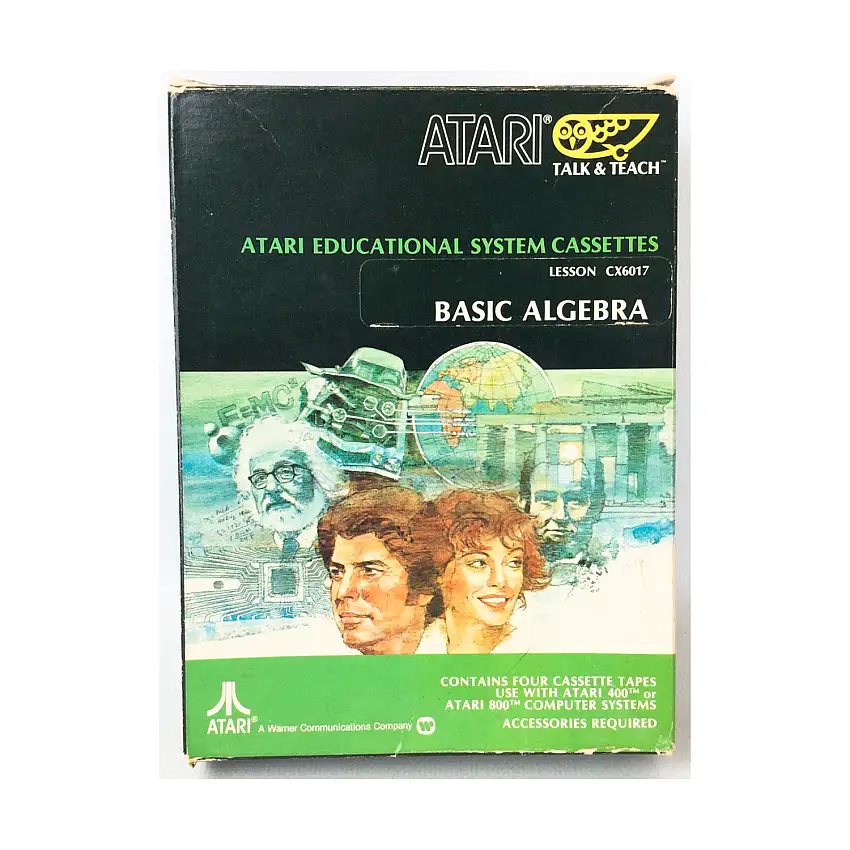 ATARI®
TALK & TEACH™
ATARI EDUCATIONAL SYSTEM CASSETTES
LESSON CX6017
BASIC ALGEBRA
E=MC²
CONTAINS FOUR CASSETTE TAPES
USE WITH ATARI 400™ or
ATARI 800™ COMPUTER SYSTEMS
ACCESSORIES REQUIRED
ATARI® A Warner Communications Company